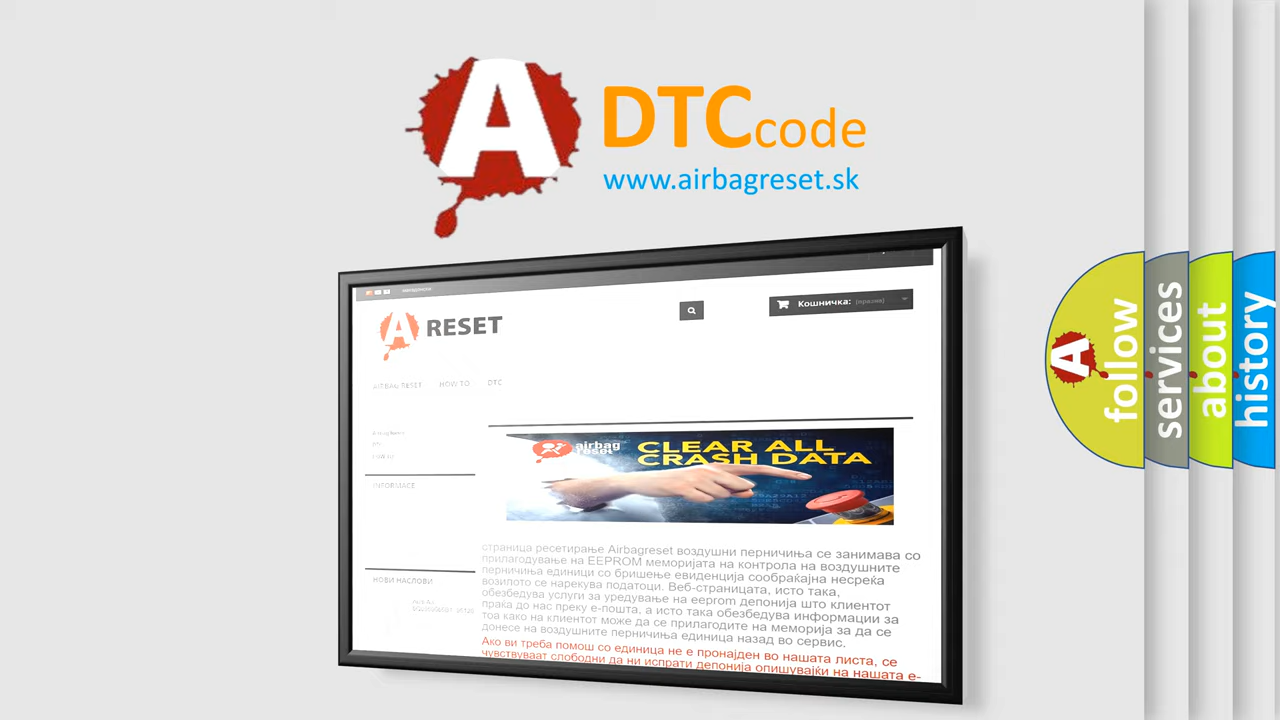 A DTCcode
www.airbagreset.sk
Кошничка: (празна)
A RESET
AIRBAG RESET HOW TO DTC
airbag reset
CLEAR ALL
CRASH DATA
INFORMACE
страница ресетирање Airbagreset воздушни перничиња се занимава со
прилагодување на EEPROM меморијата на контрола на воздушните
перничиња единици со бришење евиденција сообраќајна несреќа
возилото се нарекува податоци. Веб-страницата, исто така,
обезбедува услуги за уредување на eeprom депонија што клиентот
праќа до нас преку е-пошта, а исто така обезбедува информации за
тоа како на клиентот може да се прилагодите на меморија за да се
донесе на воздушните перничиња единица назад во сервис.
НОВИ НАСЛОВИ
Ако ви треба помош со единица не е пронајден во нашата листа, се
чувствуваат слободни да ни испрати депонија опишувајќи на нашата е-
A
follow
services
about
history